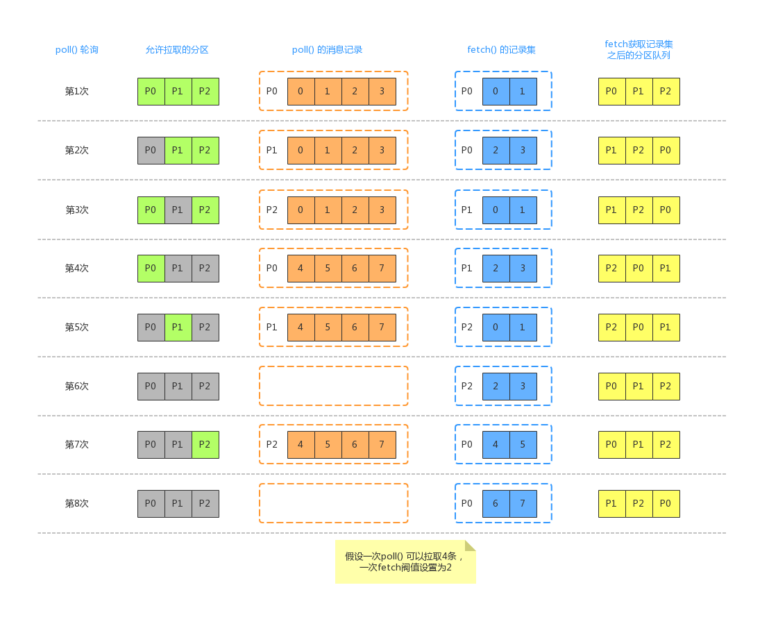 poll() 轮询 允许拉取的分区 poll() 的消息记录 fetch() 的记录集 fetch获取记录集
之后的分区队列
第1次 P0 P1 P2 P0 0 1 2 3 P0 0 1 P0 P1 P2
第2次 P0 P1 P2 P1 0 1 2 3 P0 2 3 P1 P2 P0
第3次 P0 P1 P2 P2 0 1 2 3 P1 0 1 P1 P2 P0
第4次 P0 P1 P2 P0 4 5 6 7 P1 2 3 P2 P0 P1
第5次 P0 P1 P2 P1 4 5 6 7 P2 0 1 P2 P0 P1
第6次 P0 P1 P2 P2 2 3 P0 P1 P2
第7次 P0 P1 P2 P2 4 5 6 7 P0 4 5 P0 P1 P2
第8次 P0 P1 P2 P0 6 7 P1 P2 P0
假设一次poll() 可以拉取4条，
一次fetch阀值设置为2